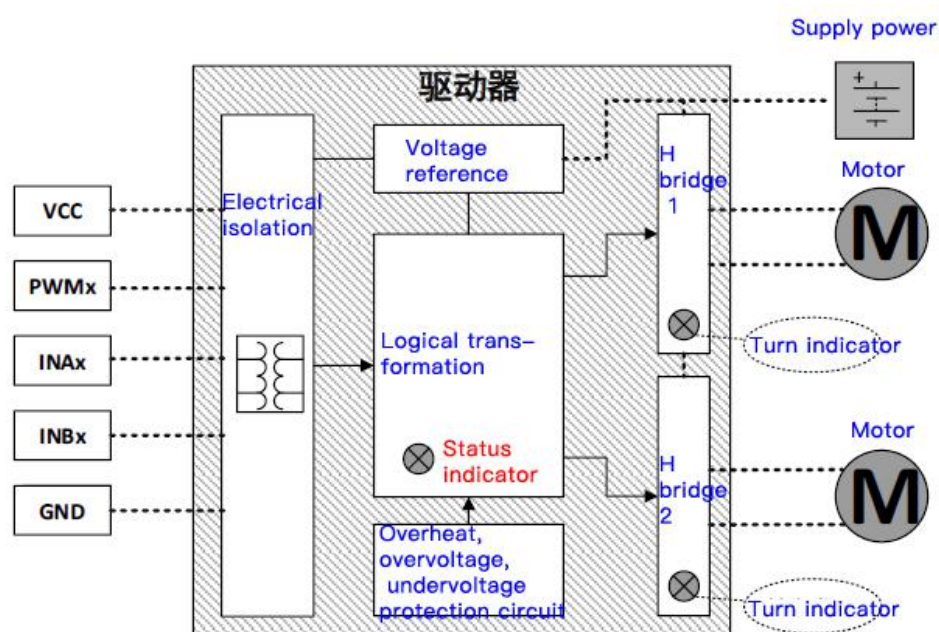 Supply power
驱动器
+
Voltage
reference
H
bridge
1
Motor
M
VCC
Electrical
isolation
PWMx
INAx
Logical trans-
formation
Turn indicator
INBx
Status
indicator
Motor
H
bridge
2
M
GND
Overheat,
overvoltage,
undervoltage
protection circuit
Turn indicator